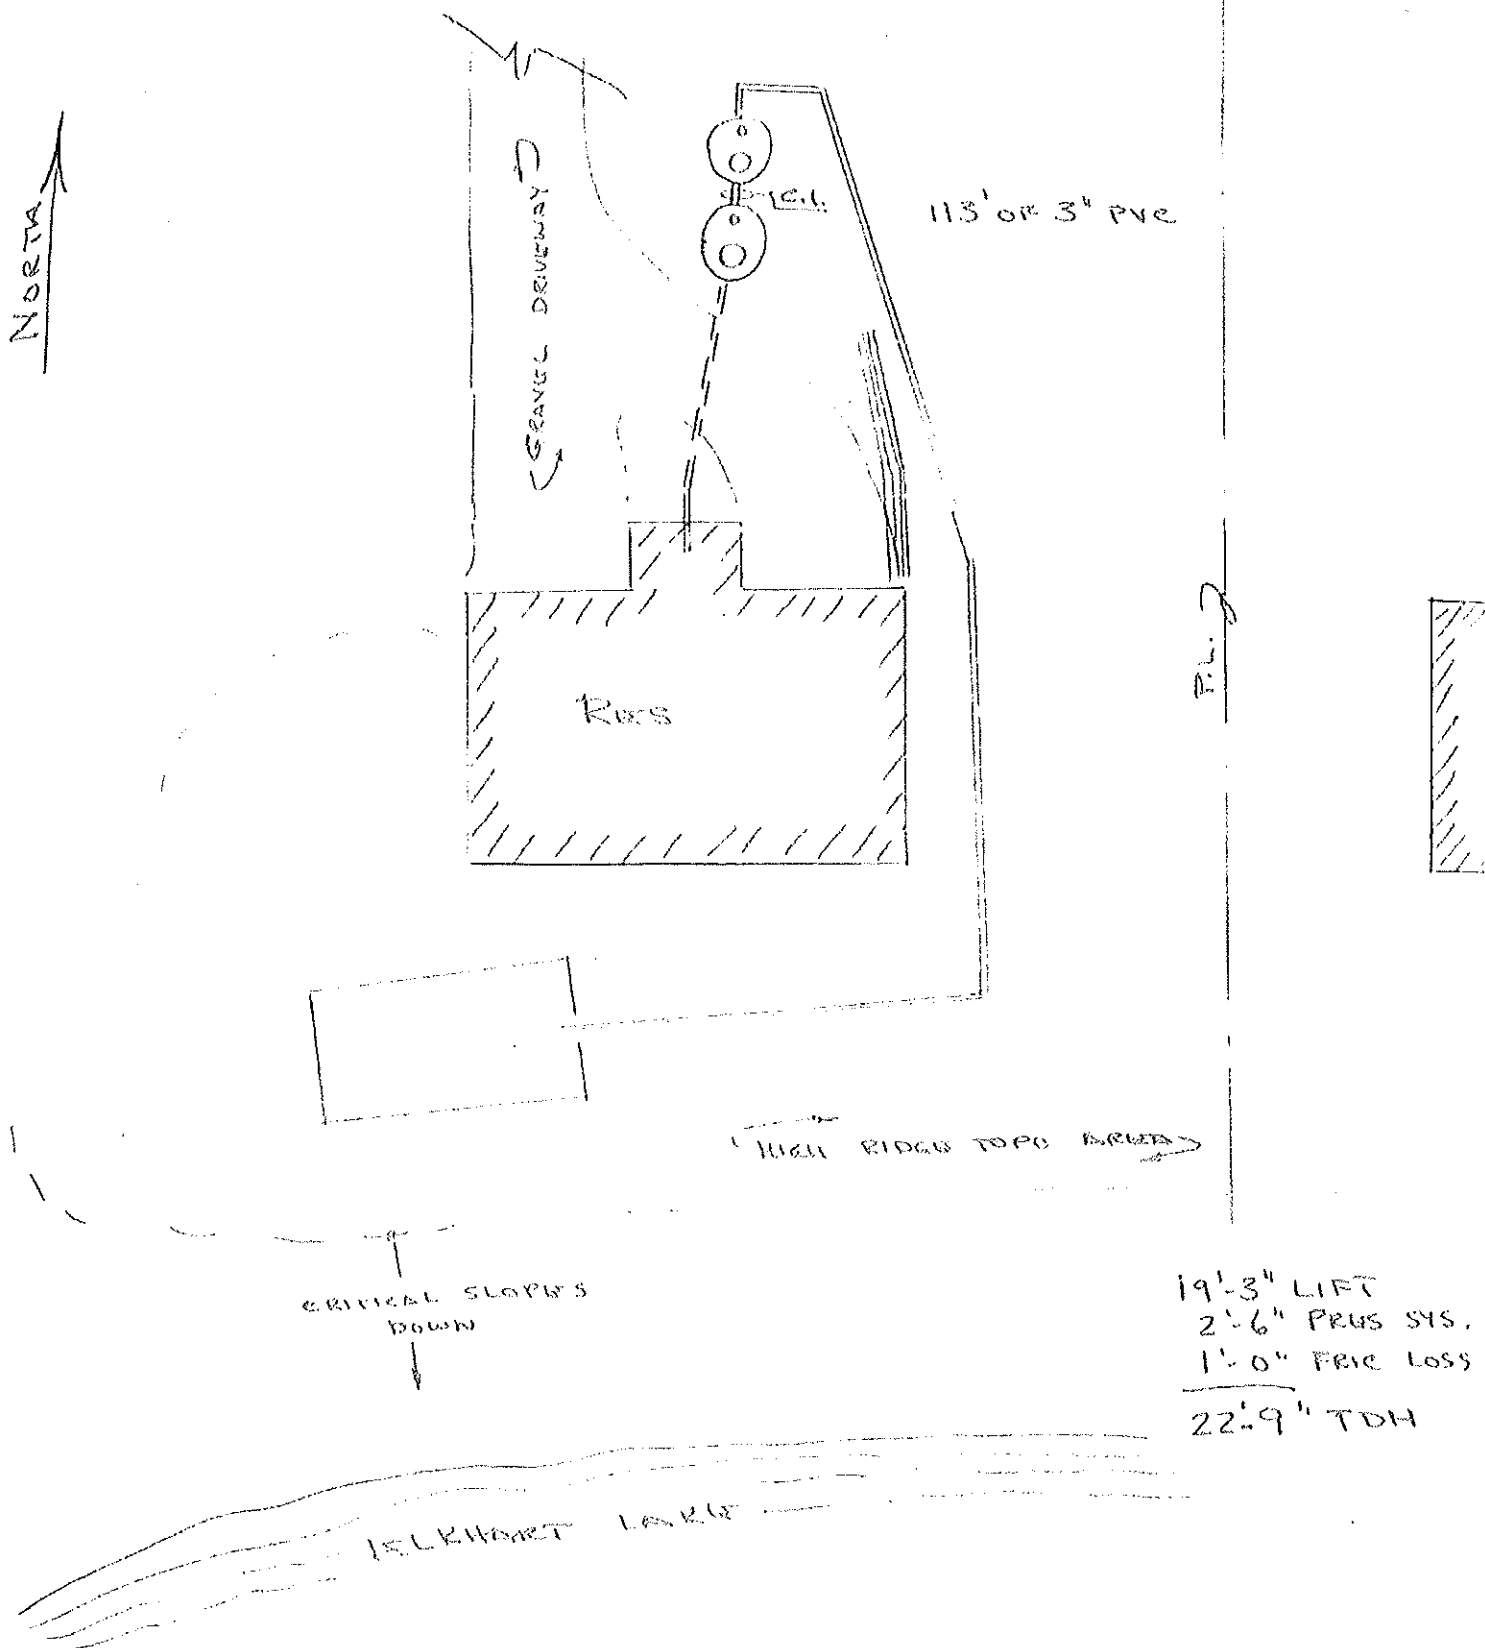 NORTH
GRAVEL DRIVEWAY
C.I.
113' OF 3" PVC
P.L.
RES
HIGH RIDGE TOPO AREA
CRITICAL SLOPES
DOWN
19'-3" LIFT
2'-6" PRES SYS.
1'-0" FRIC LOSS
22'-9" TDH
ELKHART LAKE